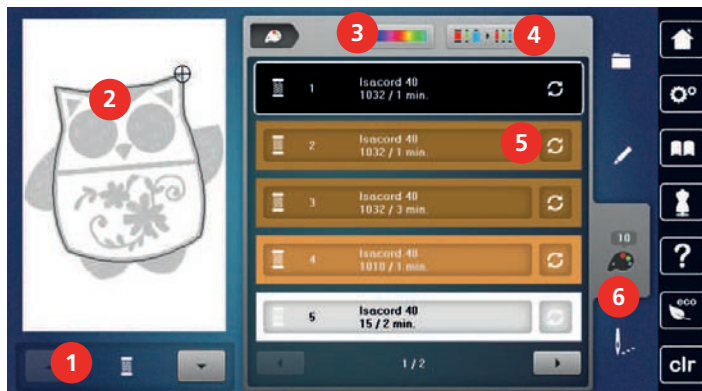 3
4
1 Isacord 40
1032 / 1 min.
2
2 Isacord 40
1032 / 1 min.
5
3 Isacord 40
1032 / 3 min.
10
4 Isacord 40
1010 / 1 min.
?
6
eco
5 Isacord 40
15 / 2 min.
1
1/2
clr